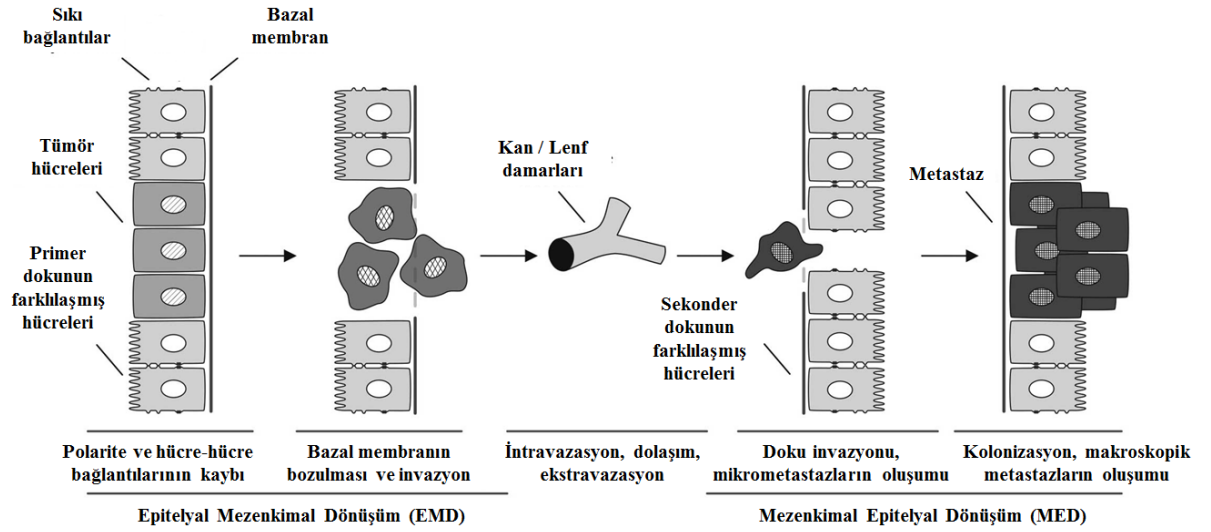 Sıkı
bağlantılar
Bazal
membran
Tümör
hücreleri
Primer
dokunun
farklılaşmış
hücreleri
Kan / Lenf
damarları
Sekonder
dokunun
farklılaşmış
hücreleri
Metastaz
Polarite ve hücre-hücre
bağlantılarının kaybı
Bazal membranın
bozulması ve invazyon
İntravazasyon, dolaşım,
ekstravazasyon
Doku invazyonu,
mikrometastazların oluşumu
Kolonizasyon, makroskopik
metastazların oluşumu
Epitelyal Mezenkimal Dönüşüm (EMD)
Mezenkimal Epitelyal Dönüşümü (MED)